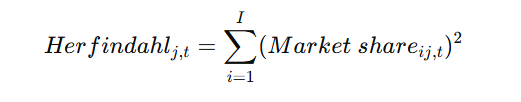 Herfindahl_{j,t} = \sum_{i=1}^{I} (Market share_{ij,t})^2